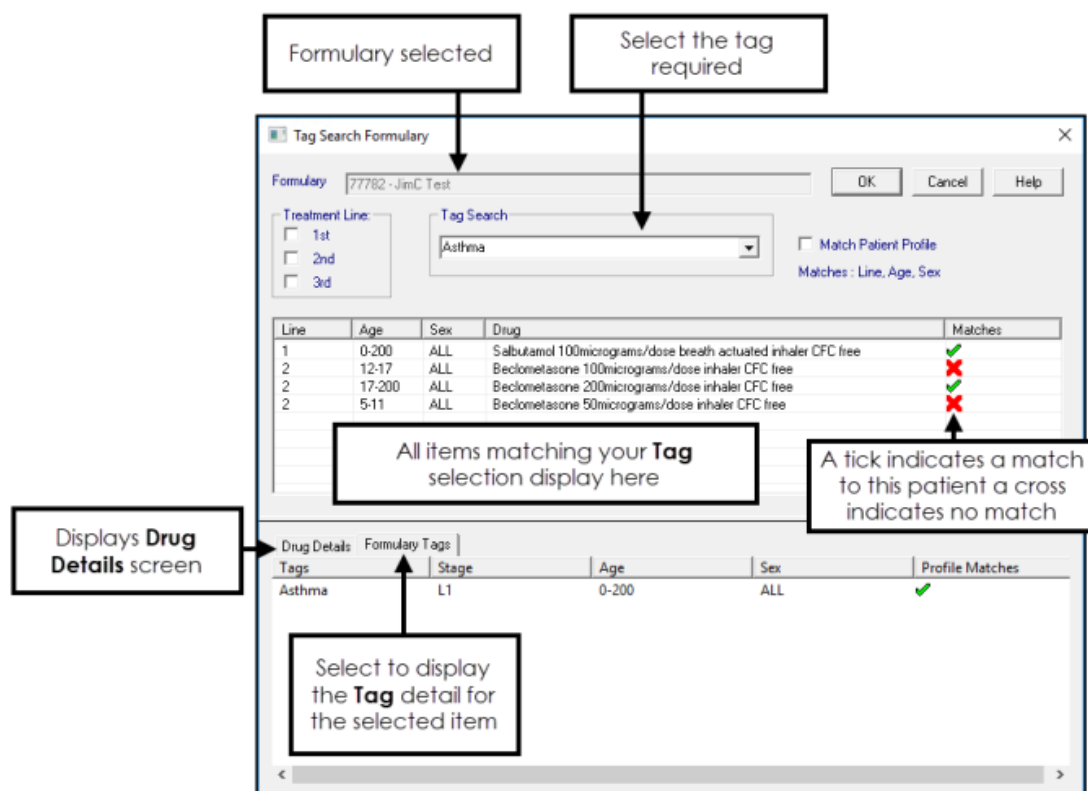 Formulary selected
Select the tag
required
Tag Search Formulary
Formulary 77782 - JimC Test OK Cancel Help
Treatment Line: Tag Search
1st
Asthma
Match Patient Profile
2nd
Matches : Line, Age, Sex
3rd
Line Age Sex Drug Matches
1 0-200 ALL Salbutamol 100micrograms/dose breath actuated inhaler CFC free
2 12-17 ALL Beclometasone 100micrograms/dose inhaler CFC free
2 17-200 ALL Beclometasone 200micrograms/dose inhaler CFC free
2 5-11 ALL Beclometasone 50micrograms/dose inhaler CFC free
All items matching your Tag
selection display here
A tick indicates a match
to this patient a cross
indicates no match
Displays Drug
Details screen
Drug Details Formulary Tags
Tags Stage Age Sex Profile Matches
Asthma L1 0-200 ALL
Select to display
the Tag detail for
the selected item